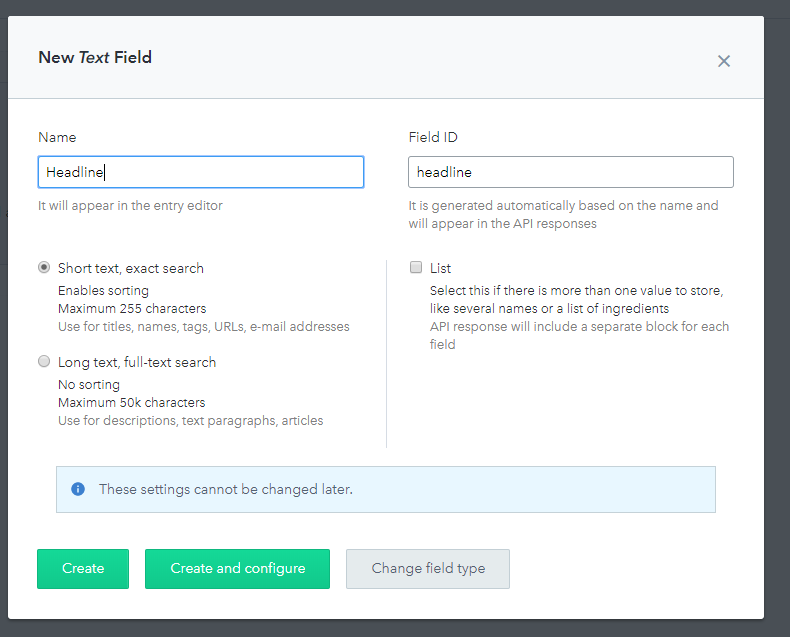 New Text Field
Name
Headline
It will appear in the entry editor
Field ID
headline
It is generated automatically based on the name and
will appear in the API responses
Short text, exact search
Enables sorting
Maximum 255 characters
Use for titles, names, tags, URLs, e-mail addresses
Long text, full-text search
No sorting
Maximum 50k characters
Use for descriptions, text paragraphs, articles
List
Select this if there is more than one value to store,
like several names or a list of ingredients
API response will include a separate block for each
field
These settings cannot be changed later.
Create
Create and configure
Change field type